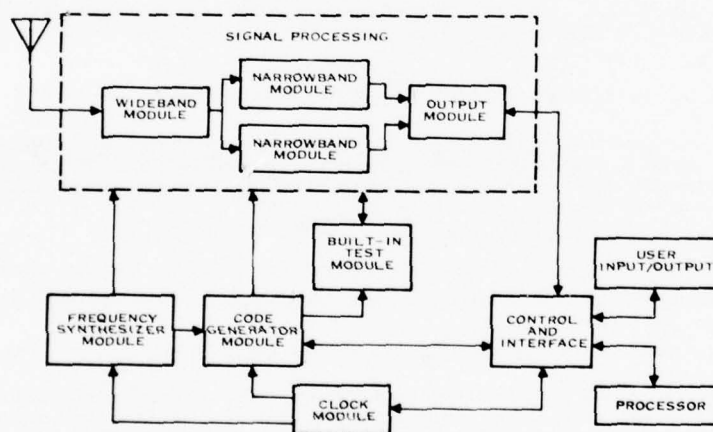 SIGNAL PROCESSING
WIDEBAND
MODULE
NARROWBAND
MODULE
NARROWBAND
MODULE
OUTPUT
MODULE
BUILT-IN
TEST
MODULE
USER
INPUT/OUTPUT
FREQUENCY
SYNTHESIZER
MODULE
CODE
GENERATOR
MODULE
CONTROL
AND
INTERFACE
CLOCK
MODULE
PROCESSOR